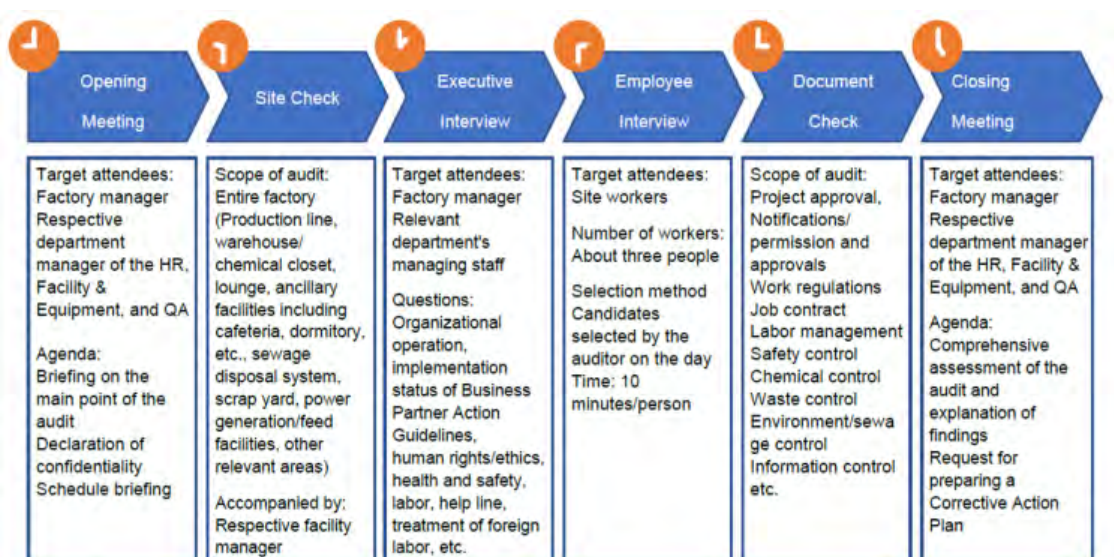 Opening
Meeting
Site Check
Executive
Interview
Employee
Interview
Document
Check
Closing
Meeting
Target attendees:
Factory manager
Respective
department
manager of the HR,
Facility &
Equipment, and QA
Agenda:
Briefing on the
main point of the
audit
Declaration of
confidentiality
Schedule briefing
Scope of audit:
Entire factory
(Production line,
warehouse/
chemical closet,
lounge, ancillary
facilities including
cafeteria, dormitory,
etc., sewage
disposal system,
scrap yard, power
generation/feed
facilities, other
relevant areas)
Accompanied by:
Respective facility
manager
Target attendees:
Factory manager
Relevant
department's
managing staff
Questions:
Organizational
operation,
implementation
status of Business
Partner Action
Guidelines,
human rights/ethics,
health and safety,
labor, help line,
treatment of foreign
labor, etc.
Target attendees:
Site workers
Number of workers:
About three people
Selection method
Candidates
selected by the
auditor on the day
Time: 10
minutes/person
Scope of audit:
Project approval,
Notifications/
permission and
approvals
Work regulations
Job contract
Labor management
Safety control
Chemical control
Waste control
Environment/sewa
ge control
Information control
etc.
Target attendees:
Factory manager
Respective
department manager
of the HR, Facility &
Equipment, and QA
Agenda:
Comprehensive
assessment of the
audit and
explanation of
findings
Request for
preparing a
Corrective Action
Plan